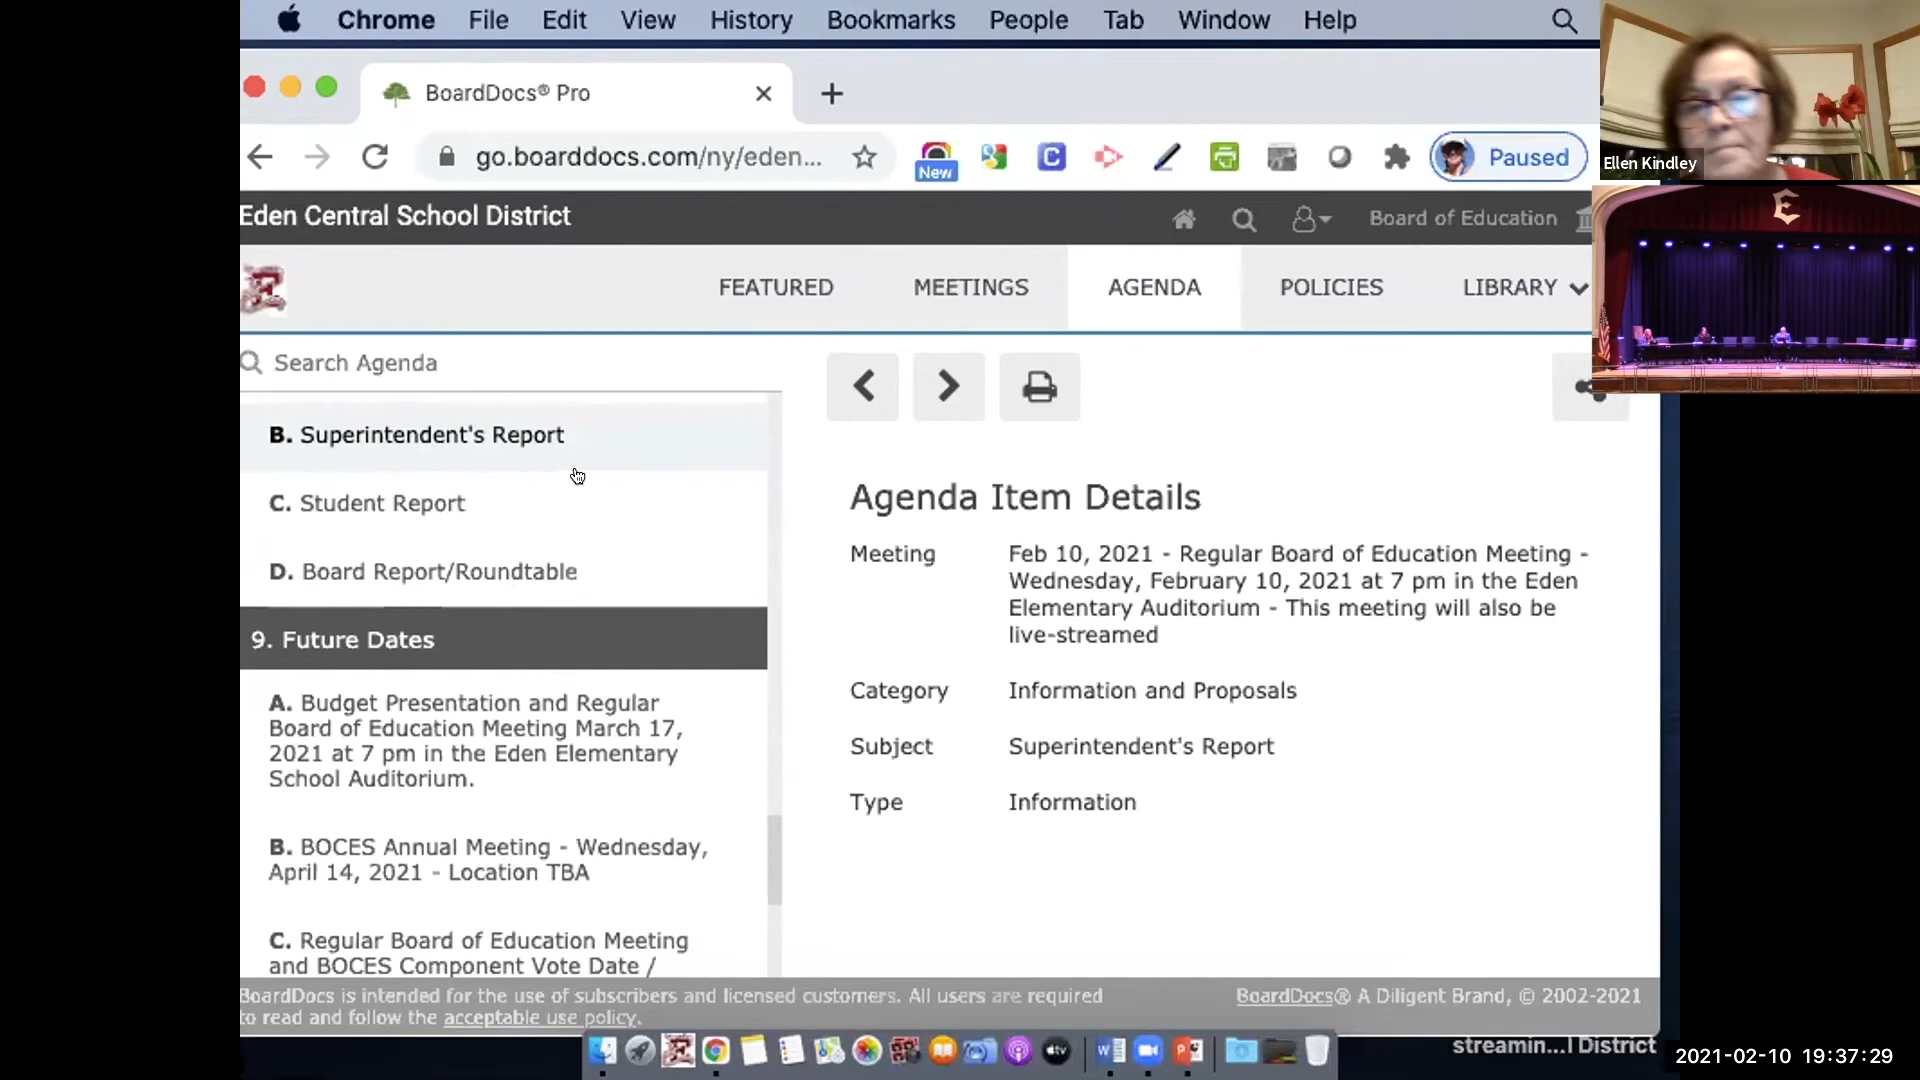 Chrome File Edit View History Bookmarks People Tab Window Help
BoardDocs® Pro
go.boarddocs.com/ny/eden...
New
C
Paused
Ellen Kindley
Eden Central School District
Board of Education
E
FEATURED MEETINGS AGENDA POLICIES LIBRARY
Search Agenda
B. Superintendent's Report
C. Student Report
D. Board Report/Roundtable
9. Future Dates
A. Budget Presentation and Regular
Board of Education Meeting March 17,
2021 at 7 pm in the Eden Elementary
School Auditorium.
B. BOCES Annual Meeting - Wednesday,
April 14, 2021 - Location TBA
C. Regular Board of Education Meeting
and BOCES Component Vote Date /
Agenda Item Details
Meeting Feb 10, 2021 - Regular Board of Education Meeting -
Wednesday, February 10, 2021 at 7 pm in the Eden
Elementary Auditorium - This meeting will also be
live-streamed
Category Information and Proposals
Subject Superintendent's Report
Type Information
BoardDocs is intended for the use of subscribers and licensed customers. All users are required
to read and follow the acceptable use policy.
BoardDocs® A Diligent Brand, © 2002-2021
streamin...l District
2021-02-10 19:37:29